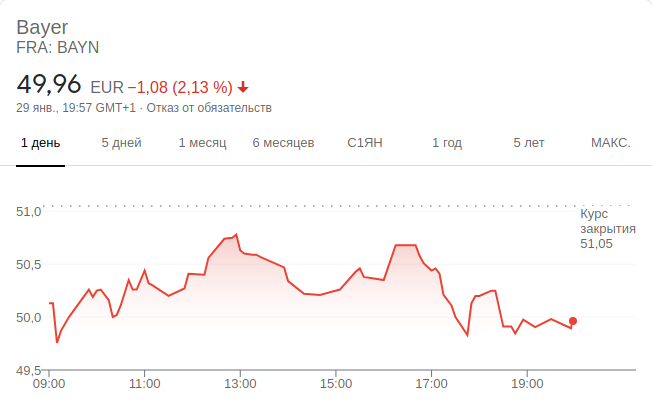 Bayer
FRA: BAYN
49,96 EUR −1,08 (2,13 %)
29 янв., 19:57 GMT+1 · Отказ от обязательств
1 день 5 дней 1 месяц 6 месяцев С1ЯН 1 год 5 лет МАКС.
51,0
Курс
закрытия
51,05
50,5
50,0
49,5
09:00 11:00 13:00 15:00 17:00 19:00